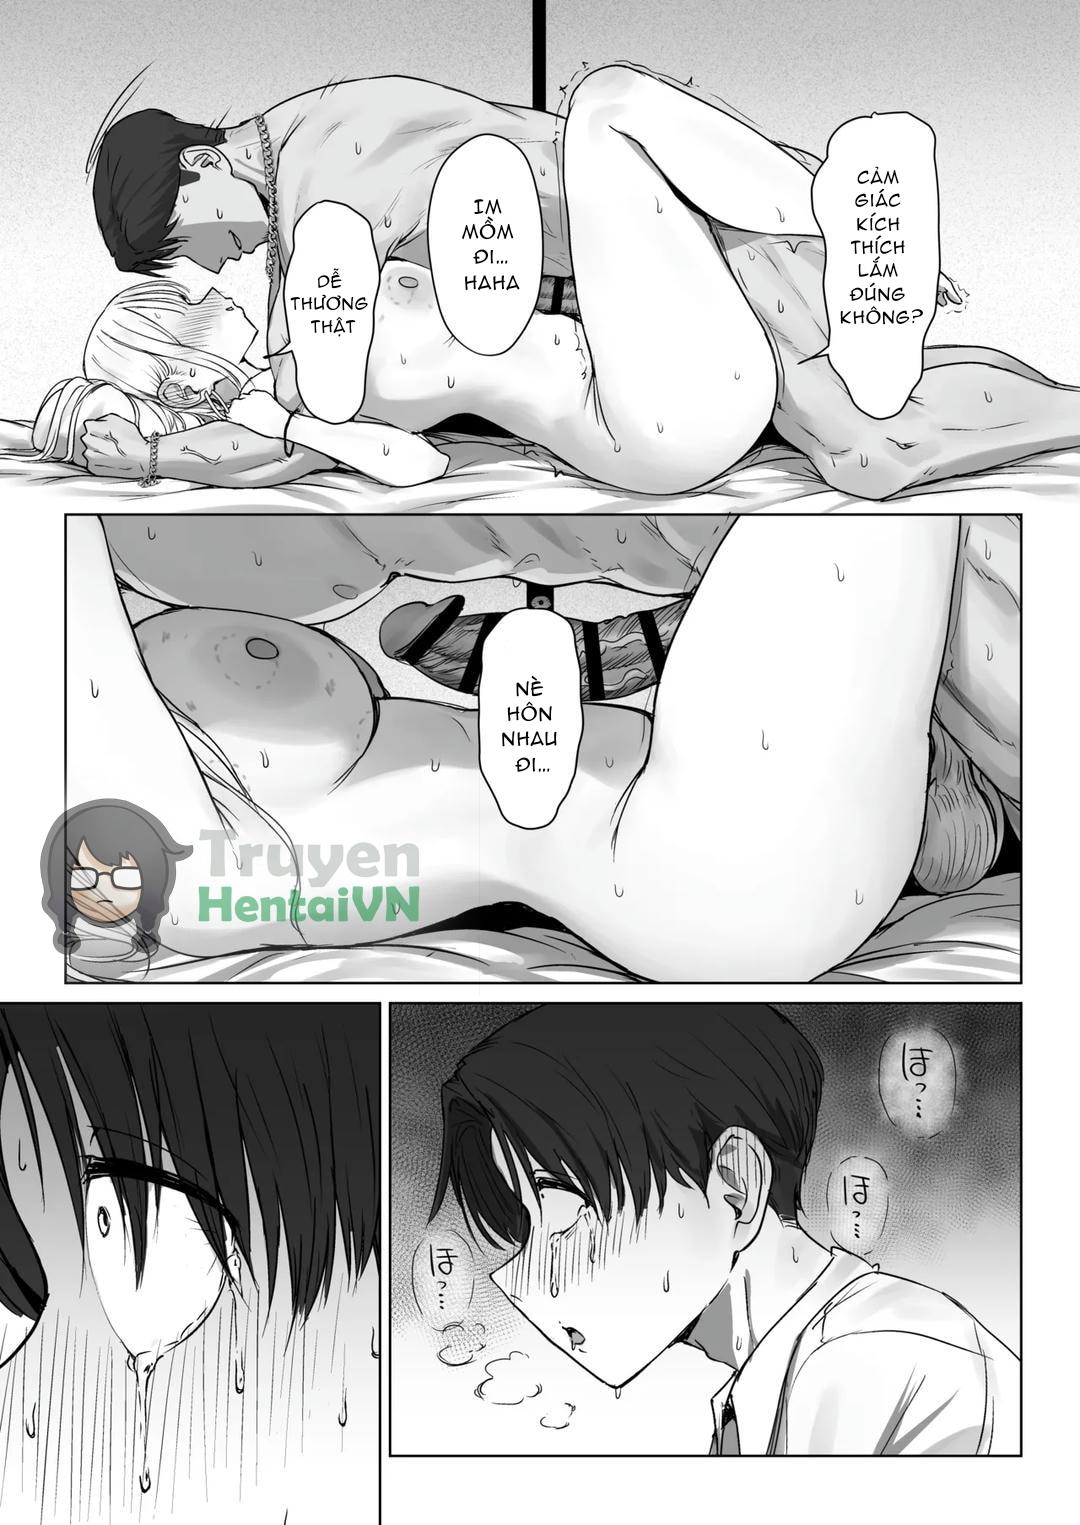 CẢM
GIÁC
KÍCH
THÍCH
LẮM
ĐÚNG
KHÔNG?
IM
MỒM
ĐI...
HAHA
DỄ
THƯƠNG
THẬT
NÈ
HÔN
NHAU
ĐI...
Truyen
HentaiVN
ほっ…
ほっ…
ほっ…